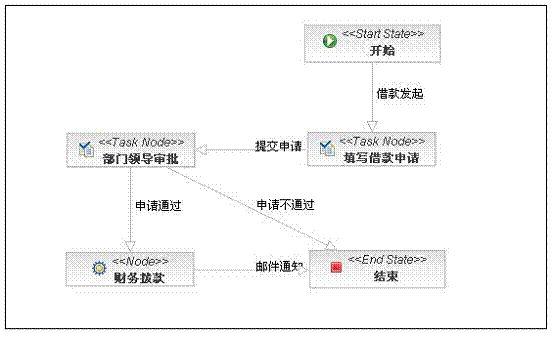 <<Start State>>
开始
借款发起
<<Task Node>>
部门领导审批
提交申请
<<Task Node>>
填写借款申请
申请通过
申请不通过
<<Node>>
财务拨款
邮件通知
<<End State>>
结束